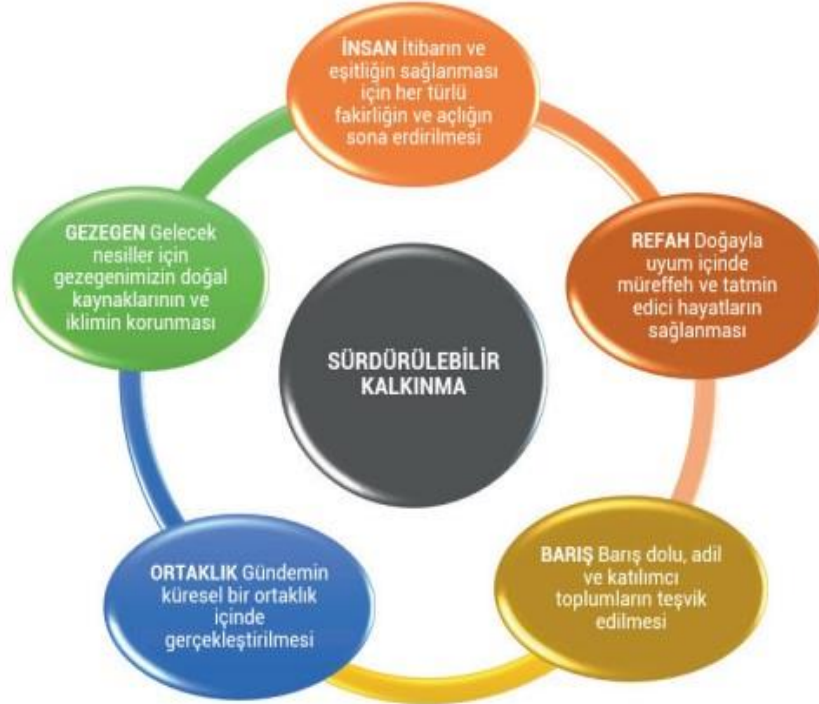 İNSAN İtibarın ve
eşitliğin sağlanması
için her türlü
fakirliğin ve açlığın
sona erdirilmesi
REFAH Doğayla
uyum içinde
müreffeh ve tatmin
edici hayatların
sağlanması
BARIŞ Barış dolu, adil
ve katılımcı
toplumların teşvik
edilmesi
ORTAKLIK Gündemin
küresel bir ortaklık
içinde
gerçekleştirilmesi
GEZEGEN Gelecek
nesiller için
gezegenimizin doğal
kaynaklarının ve
iklimin korunması
SÜRDÜRÜLEBİLİR
KALKINMA